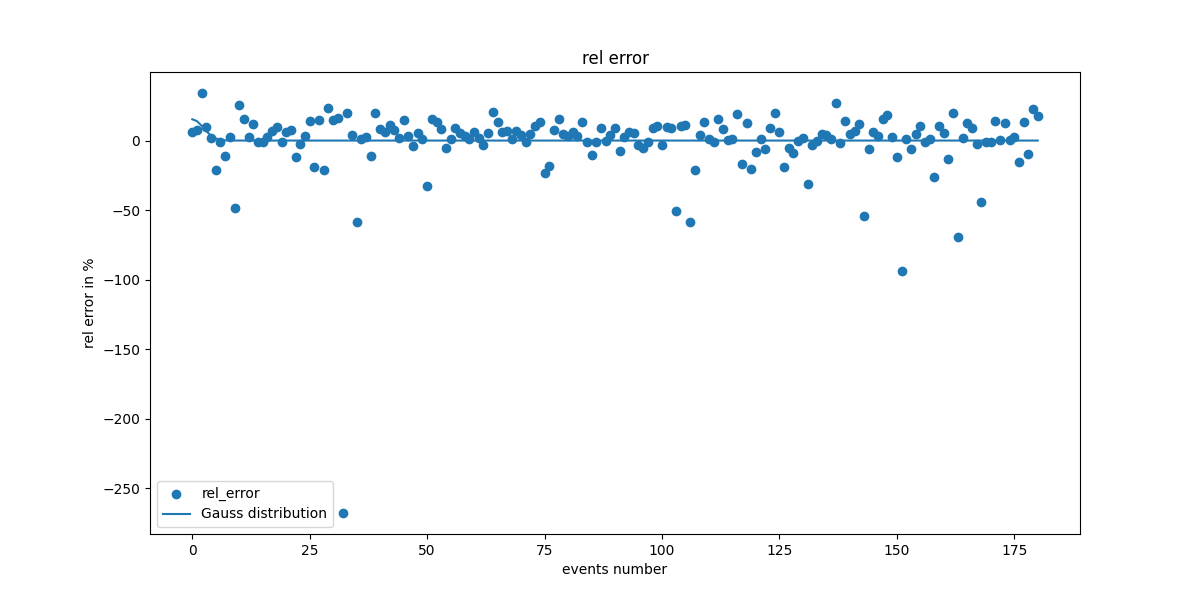 rel error
rel error in %
0
−50
−100
−150
−200
−250
rel_error
Gauss distribution
0 25 50 75 100 125 150 175
events number